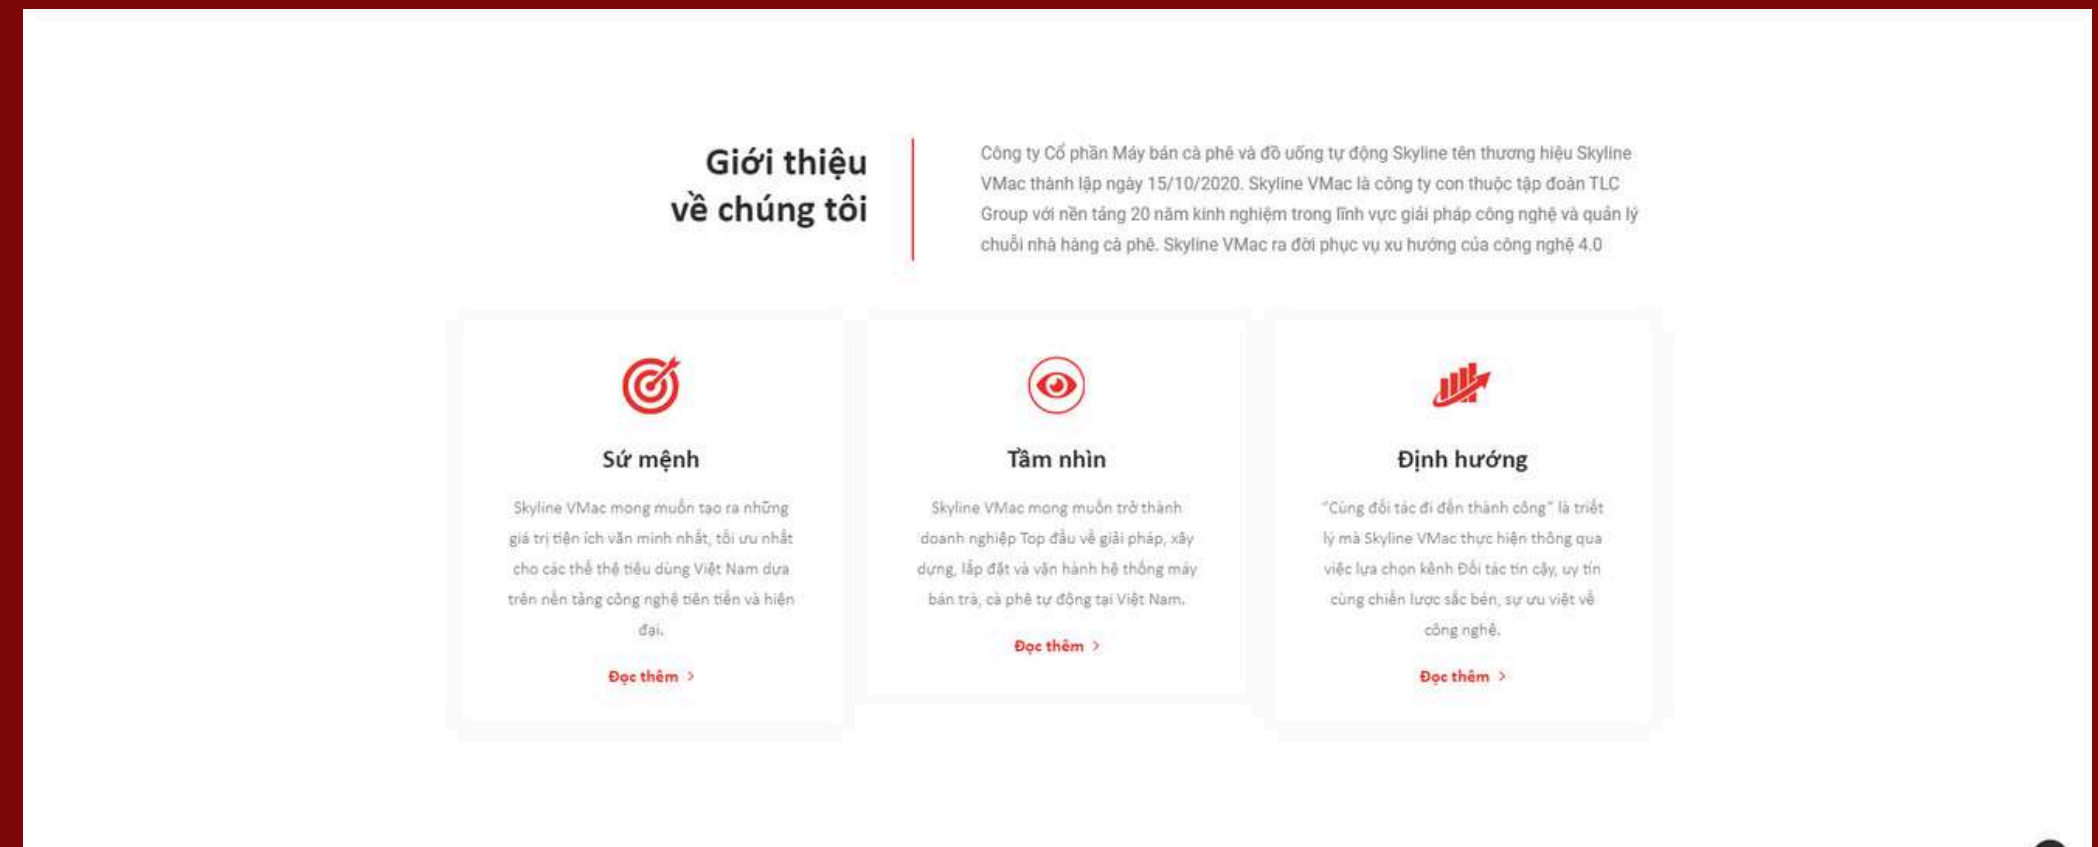 Giới thiệu
về chúng tôi
Công ty Cổ phần Máy bán cà phê và đồ uống tự động Skyline tên thương hiệu Skyline
VMac thành lập ngày 15/10/2020. Skyline VMac là công ty con thuộc tập đoàn TLC
Group với nền tảng 20 năm kinh nghiệm trong lĩnh vực giải pháp công nghệ và quản lý
chuỗi nhà hàng cà phê. Skyline VMac ra đời phục vụ xu hướng của công nghệ 4.0
Sứ mệnh
Skyline VMac mong muốn tạo ra những
giá trị tiện ích văn minh nhất, tối ưu nhất
cho các thế thệ tiêu dùng Việt Nam dựa
trên nền tảng công nghệ tiên tiến và hiện
đại.
Đọc thêm >
Tầm nhìn
Skyline VMac mong muốn trở thành
doanh nghiệp Top đầu về giải pháp, xây
dựng, lắp đặt và vận hành hệ thống máy
bán trà, cà phê tự động tại Việt Nam.
Đọc thêm >
Định hướng
"Cùng đối tác đi đến thành công" là triết
lý mà Skyline VMac thực hiện thông qua
việc lựa chọn kênh Đối tác tin cậy, uy tín
cùng chiến lược sắc bén, sự ưu việt về
công nghệ.
Đọc thêm >